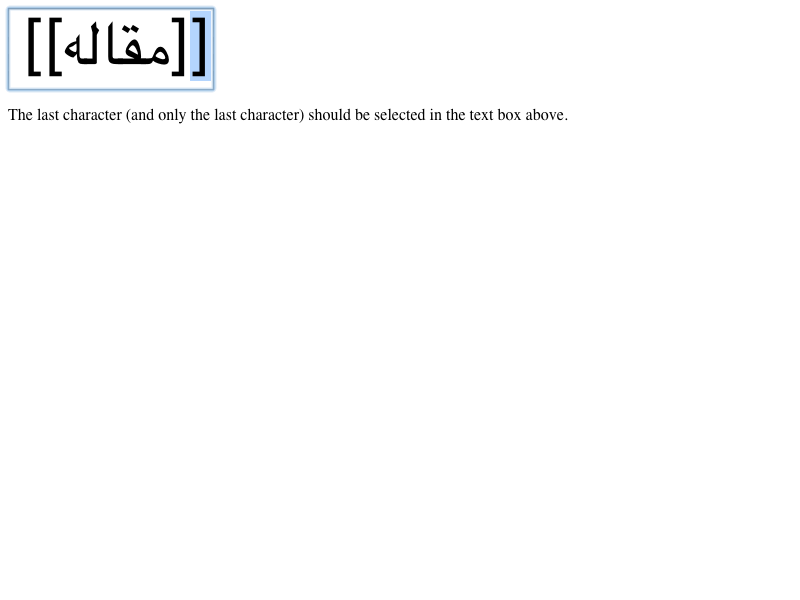 [[مقاله]]
The last character (and only the last character) should be selected in the text box above.